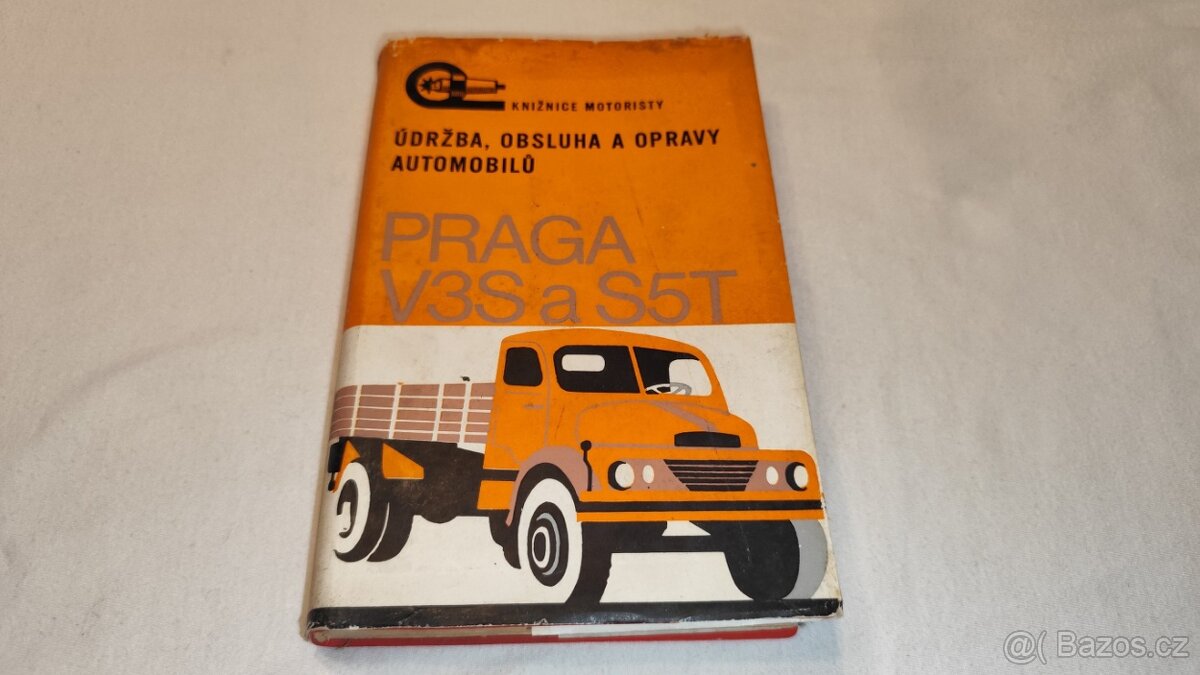 KNIŽNICE MOTORISTY
ÚDRŽBA, OBSLUHA A OPRAVY
AUTOMOBILŮ
PRAGA
V3S a S5T
@( Bazos.cz